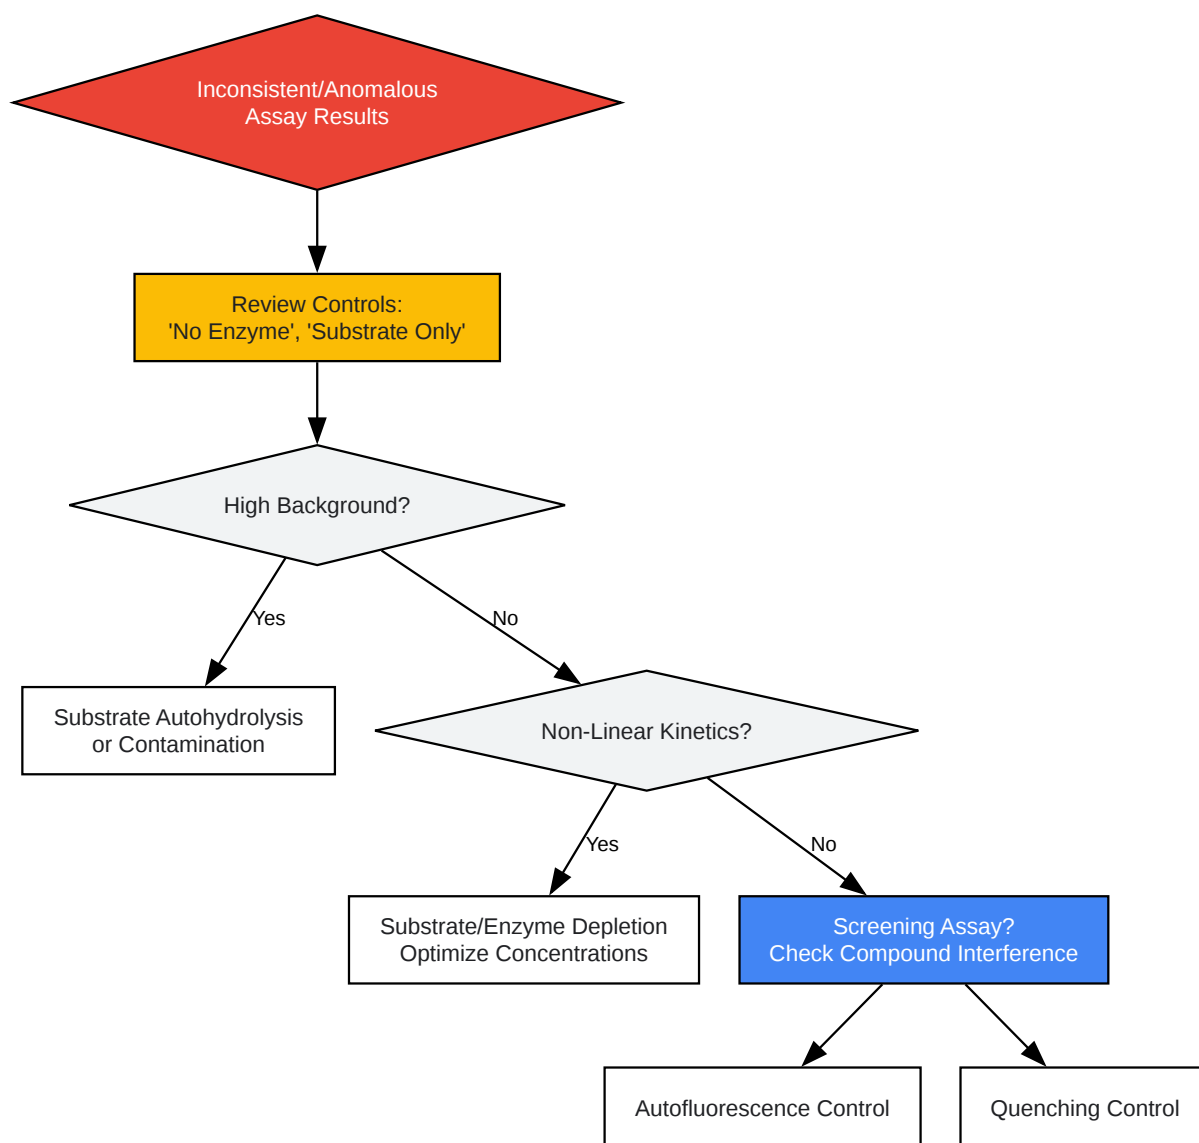 Inconsistent/Anomalous
Assay Results
Review Controls:
'No Enzyme', 'Substrate Only'
High Background?
Yes
No
Substrate Autohydrolysis
or Contamination
Non-Linear Kinetics?
Yes
No
Substrate/Enzyme Depletion
Optimize Concentrations
Screening Assay?
Check Compound Interference
Autofluorescence Control
Quenching Control